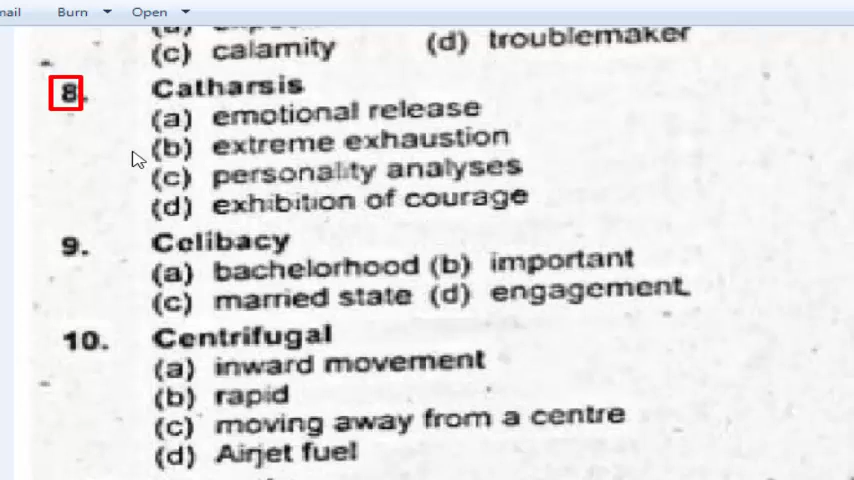 mail Burn Open
(c) calamity (d) troublemaker
8. Catharsis
(a) emotional release
(b) extreme exhaustion
(c) personality analyses
(d) exhibition of courage
9. Celibacy
(a) bachelorhood (b) important
(c) married state (d) engagement
10. Centrifugal
(a) inward movement
(b) rapid
(c) moving away from a centre
(d) Airjet fuel